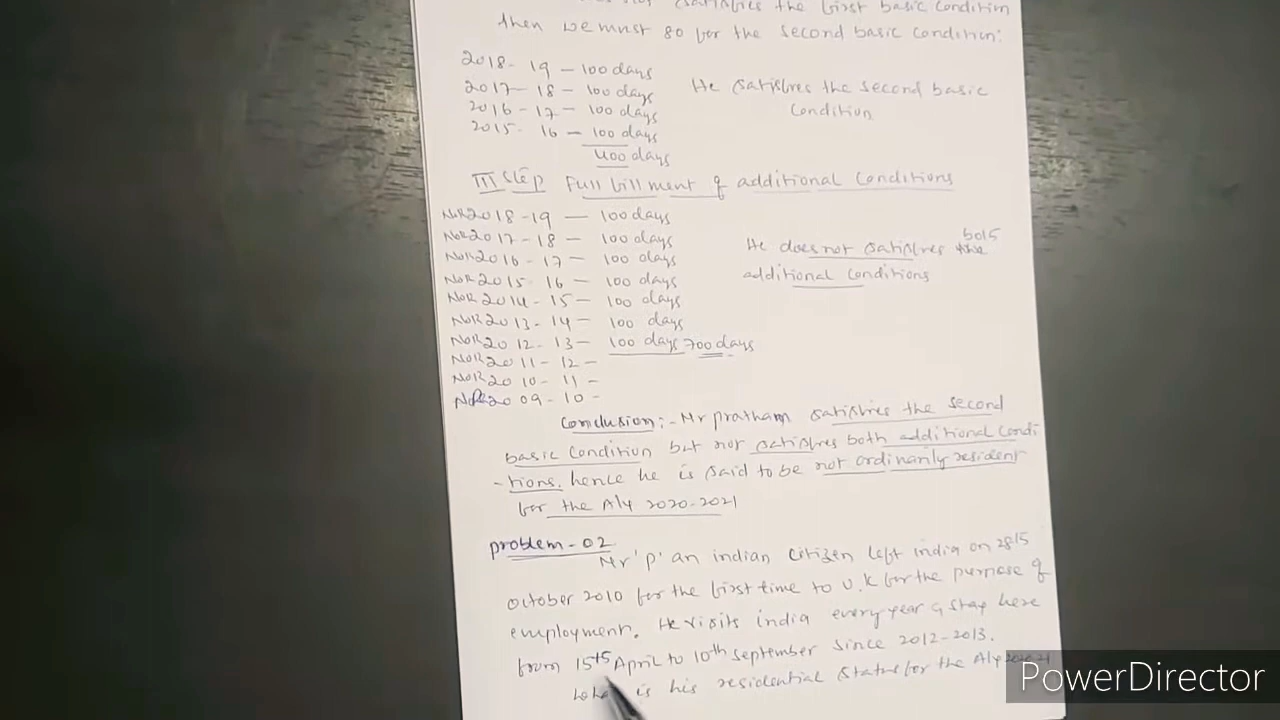 satisfies the first basic condition
then we must go for the second basic condition:
2018-19 - 100 days
2017-18 - 100 days
2016-17 - 100 days
2015-16 - 100 days
400 days
He satisfies the second basic
condition
III Step Fullfillment of additional conditions
NOR 2018-19 - 100 days
NOR 2017-18 - 100 days
NOR 2016-17 - 100 days
NOR 2015-16 - 100 days
NOR 2014-15 - 100 days
NOR 2013-14 - 100 days
NOR 2012-13 - 100 days 700 days
NOR 2011-12 -
NOR 2010-11 -
NOR 2009-10 -
He does not satisfies the both
additional conditions
Conclusion:- Mr pratham satisfies the second
basic condition but not satisfies both additional condi
-tions. hence he is said to be not ordinarily resident
for the A/y 2020-2021
problem-02
Mr 'p' an indian citizen left india on 28th
october 2010 for the first time to U.K for the purpose of
employment. He visits india every year & stay here
from 15th April to 10th september since 2012-2013.
is his residential status for the A/y 2020-21
PowerDirector